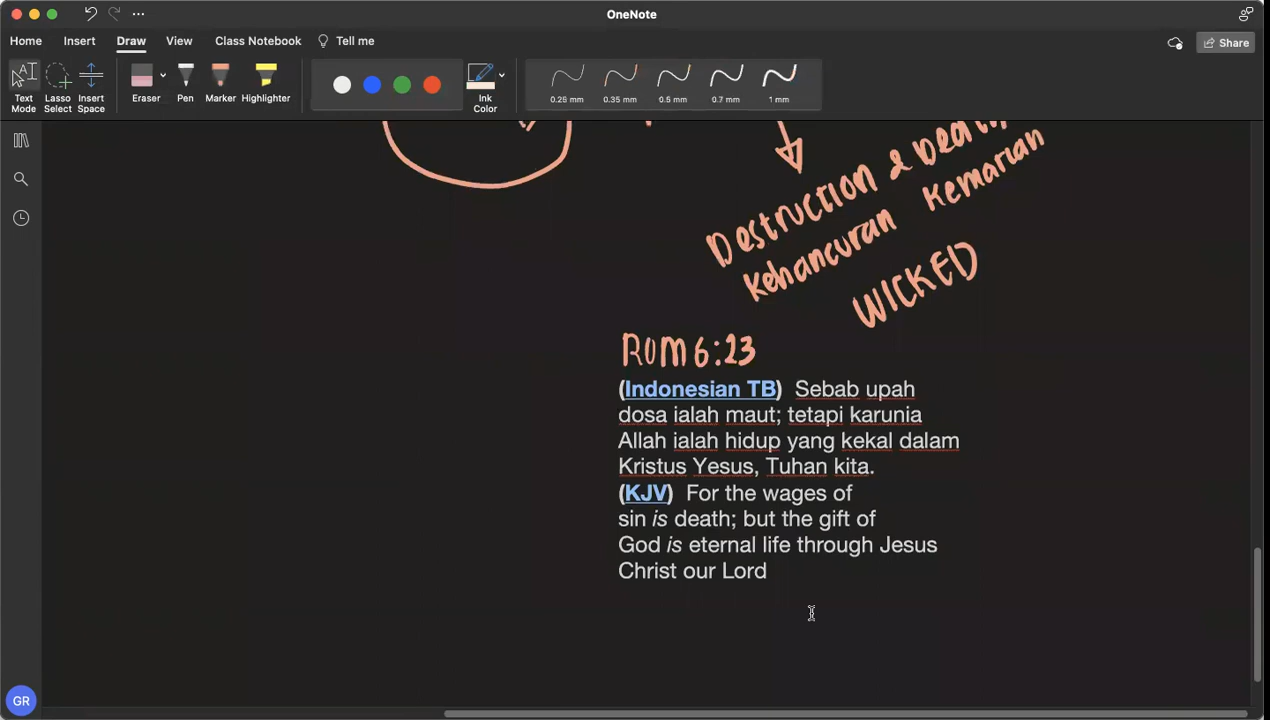 OneNote
Home Insert Draw View Class Notebook Tell me
Share
Text Mode
Lasso Select
Insert Space
Eraser
Pen
Marker
Highlighter
Ink Color
0.25 mm
0.35 mm
0.5 mm
0.7 mm
1 mm
Destruction & Death
Kehancuran Kemarian
WICKED
ROM 6:23
(Indonesian TB) Sebab upah
dosa ialah maut; tetapi karunia
Allah ialah hidup yang kekal dalam
Kristus Yesus, Tuhan kita.
(KJV) For the wages of
sin is death; but the gift of
God is eternal life through Jesus
Christ our Lord
GR